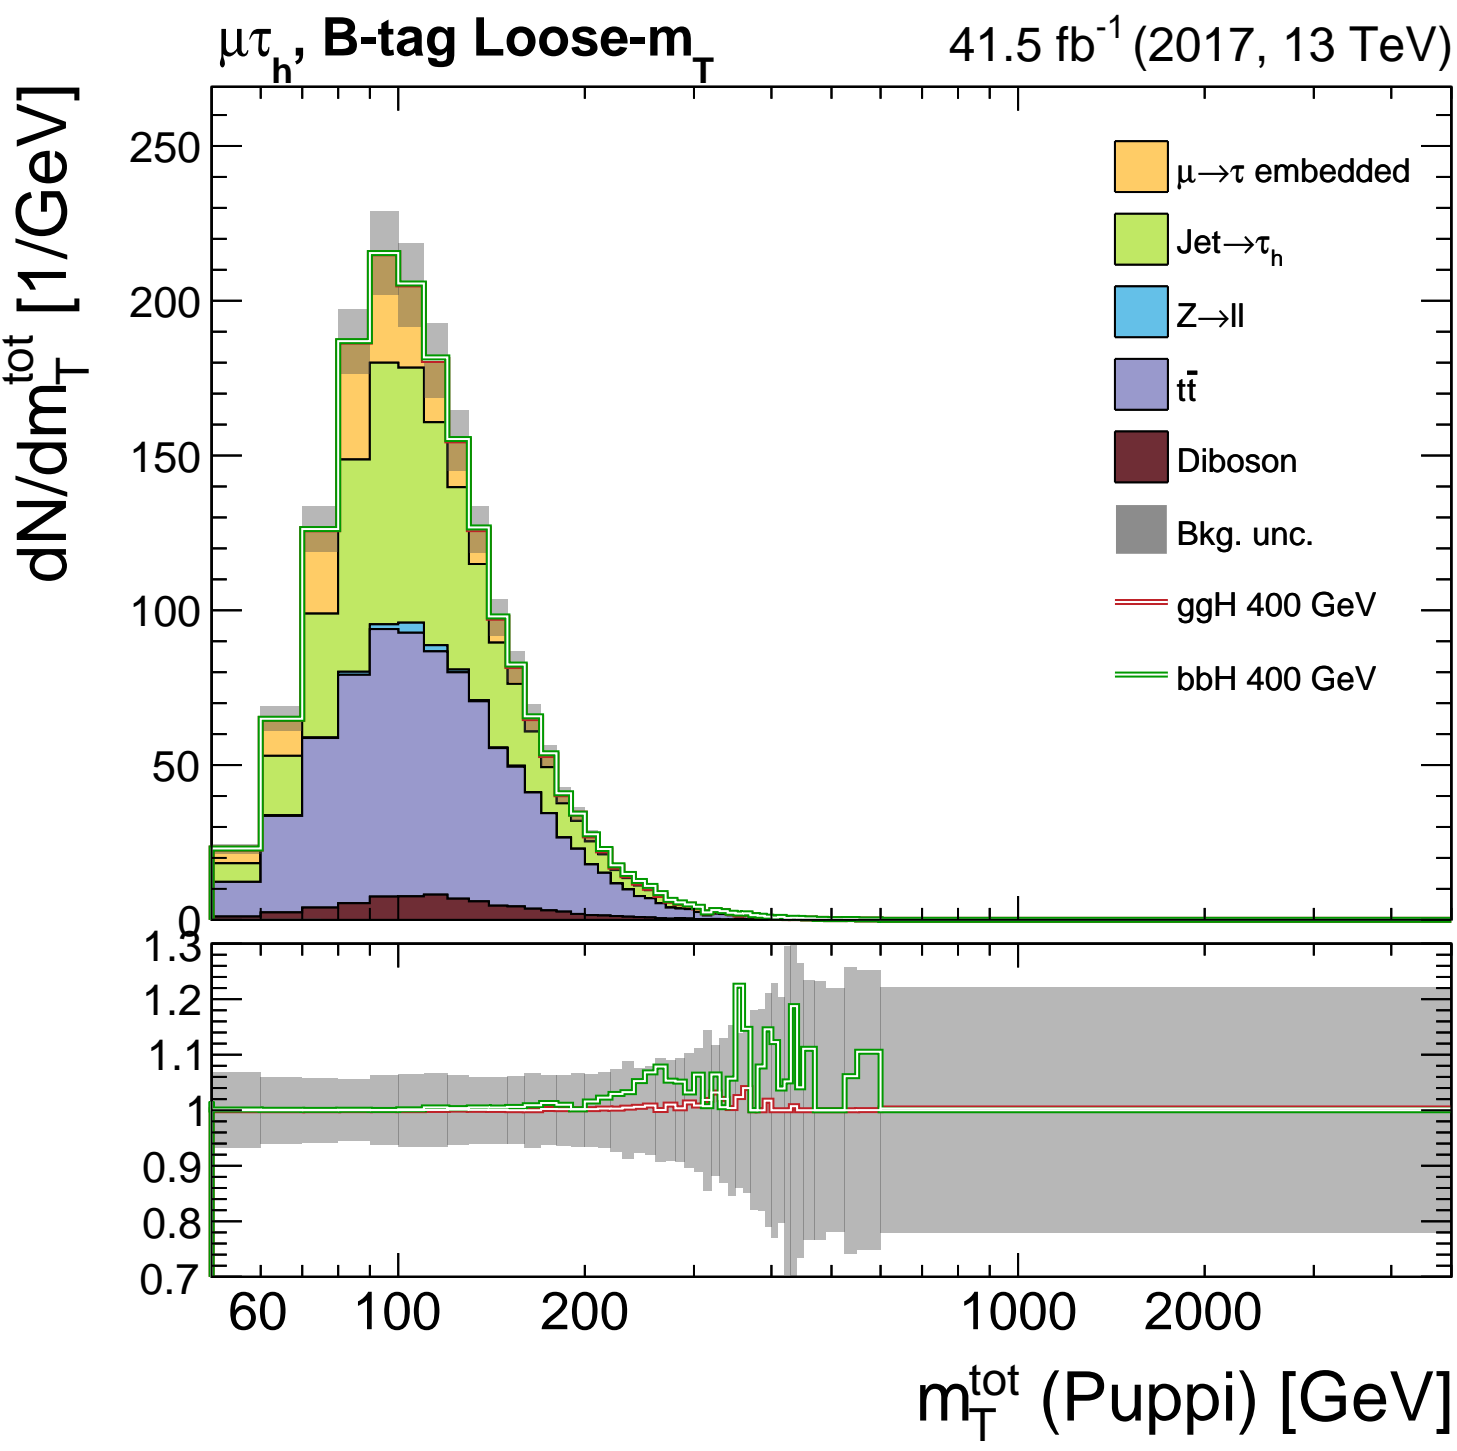 μτh, B-tag Loose-mT
41.5 fb-1 (2017, 13 TeV)
dN/dmTtot [1/GeV]
250
200
150
100
50
0
μ→τ embedded
Jet→τh
Z→ll
tt̄
Diboson
Bkg. unc.
ggH 400 GeV
bbH 400 GeV
1.3
1.2
1.1
1
0.9
0.8
0.7
60 100 200 1000 2000
mTtot (Puppi) [GeV]